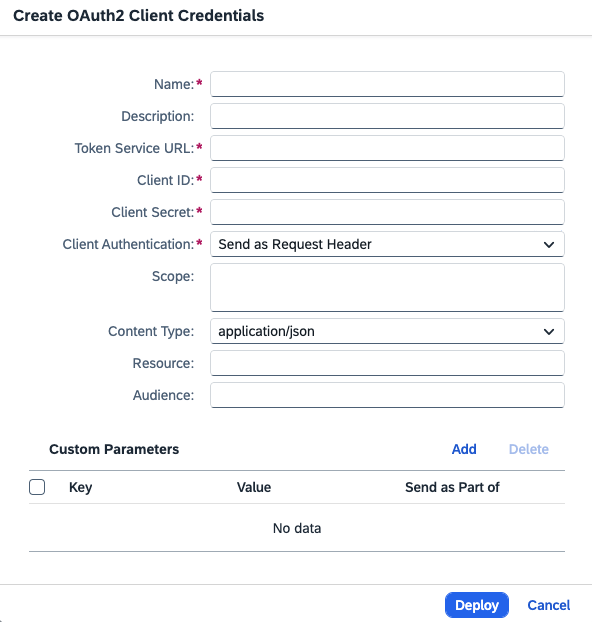 Create OAuth2 Client Credentials
Name:*
Description:
Token Service URL:*
Client ID:*
Client Secret:*
Client Authentication:* Send as Request Header
Scope:
Content Type: application/json
Resource:
Audience:
Custom Parameters Add Delete
Key Value Send as Part of
No data
Deploy Cancel